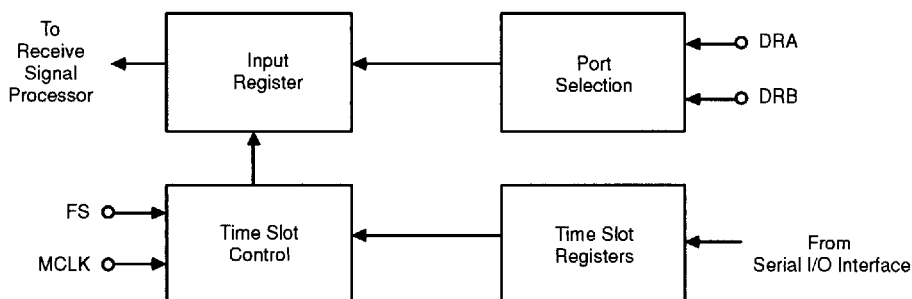 To
Receive
Signal
Processor
Input
Register
Port
Selection
DRA
DRB
FS
MCLK
Time Slot
Control
Time Slot
Registers
From
Serial I/O Interface